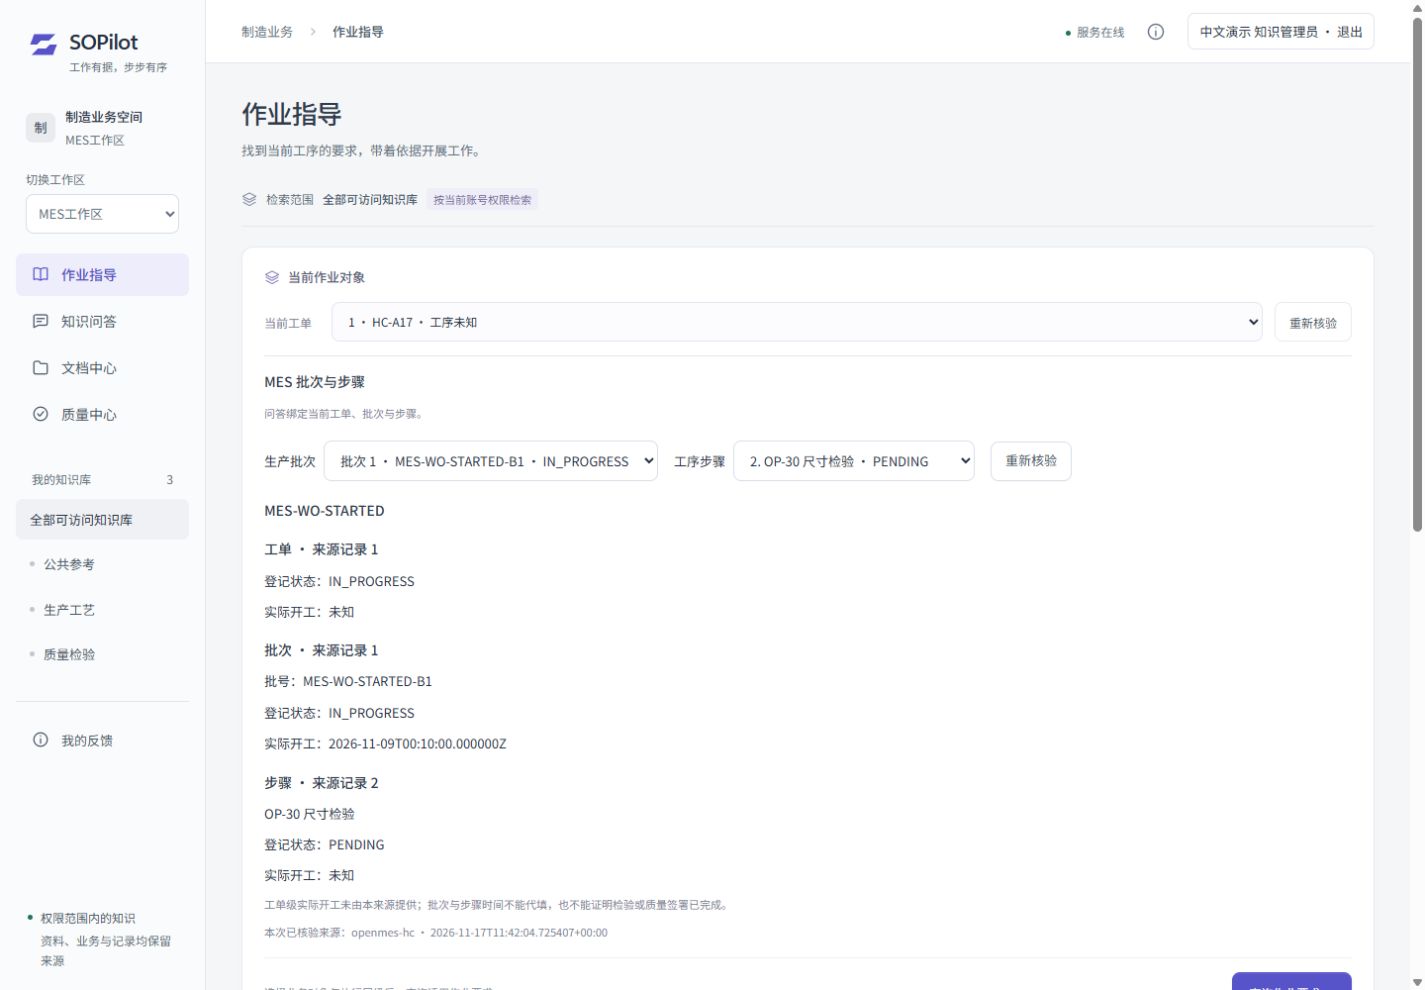 SOPilot
工作有据，步步有序
制
制造业务空间
MES工作区
切换工作区
MES工作区
作业指导
知识问答
文档中心
质量中心
我的知识库 3
全部可访问知识库
公共参考
生产工艺
质量检验
我的反馈
权限范围内的知识
资料、业务与记录均保留
来源
制造业务 › 作业指导
服务在线
中文演示 知识管理员 · 退出
作业指导
找到当前工序的要求，带着依据开展工作。
检索范围 全部可访问知识库 按当前账号权限检索
当前作业对象
当前工单 1 · HC-A17 · 工序未知 重新核验
MES 批次与步骤
问答绑定当前工单、批次与步骤。
生产批次 批次 1 · MES-WO-STARTED-B1 · IN_PROGRESS 工序步骤 2. OP-30 尺寸检验 · PENDING 重新核验
MES-WO-STARTED
工单 · 来源记录 1
登记状态：IN_PROGRESS
实际开工：未知
批次 · 来源记录 1
批号：MES-WO-STARTED-B1
登记状态：IN_PROGRESS
实际开工：2026-11-09T00:10:00.000000Z
步骤 · 来源记录 2
OP-30 尺寸检验
登记状态：PENDING
实际开工：未知
工单级实际开工未由本来源提供；批次与步骤时间不能代填，也不能证明检验或质量签署已完成。
本次已核验来源：openmes-hc · 2026-11-17T11:42:04.725407+00:00